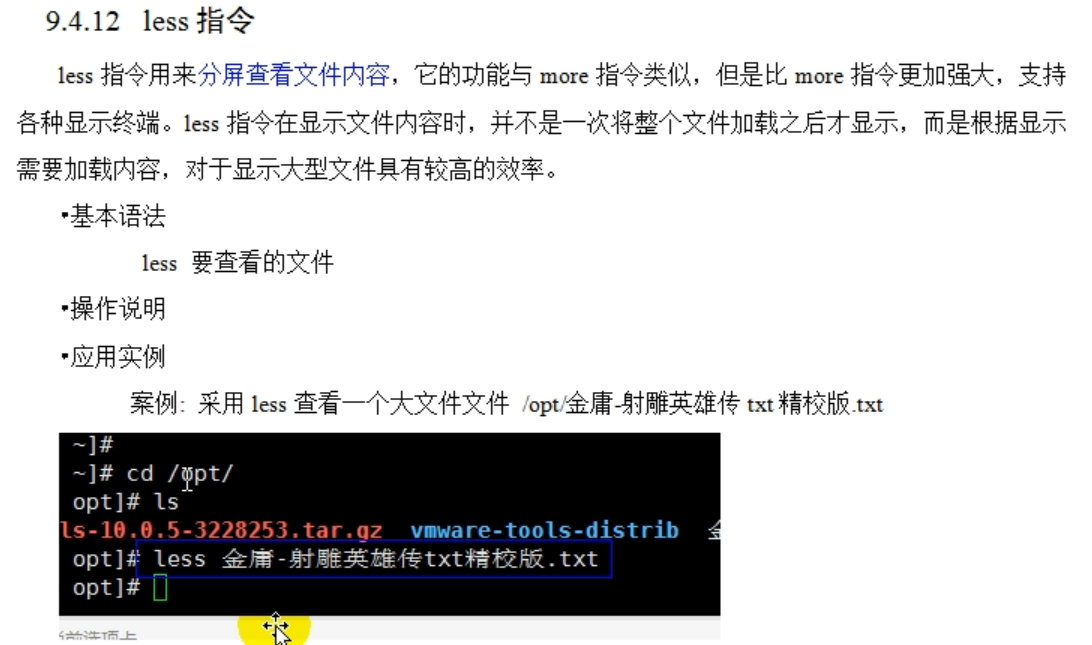 9.4.12 less 指令
less 指令用来分屏查看文件内容，它的功能与 more 指令类似，但是比 more 指令更加强大，支持
各种显示终端。less 指令在显示文件内容时，并不是一次将整个文件加载之后才显示，而是根据显示
需要加载内容，对于显示大型文件具有较高的效率。
•基本语法
less 要查看的文件
•操作说明
•应用实例
案例: 采用 less 查看一个大文件文件 /opt/金庸-射雕英雄传 txt 精校版.txt
~]#
~]# cd /opt/
opt]# ls
ls-10.0.5-3228253.tar.gz vmware-tools-distrib 金
opt]# less 金庸-射雕英雄传txt精校版.txt
opt]#